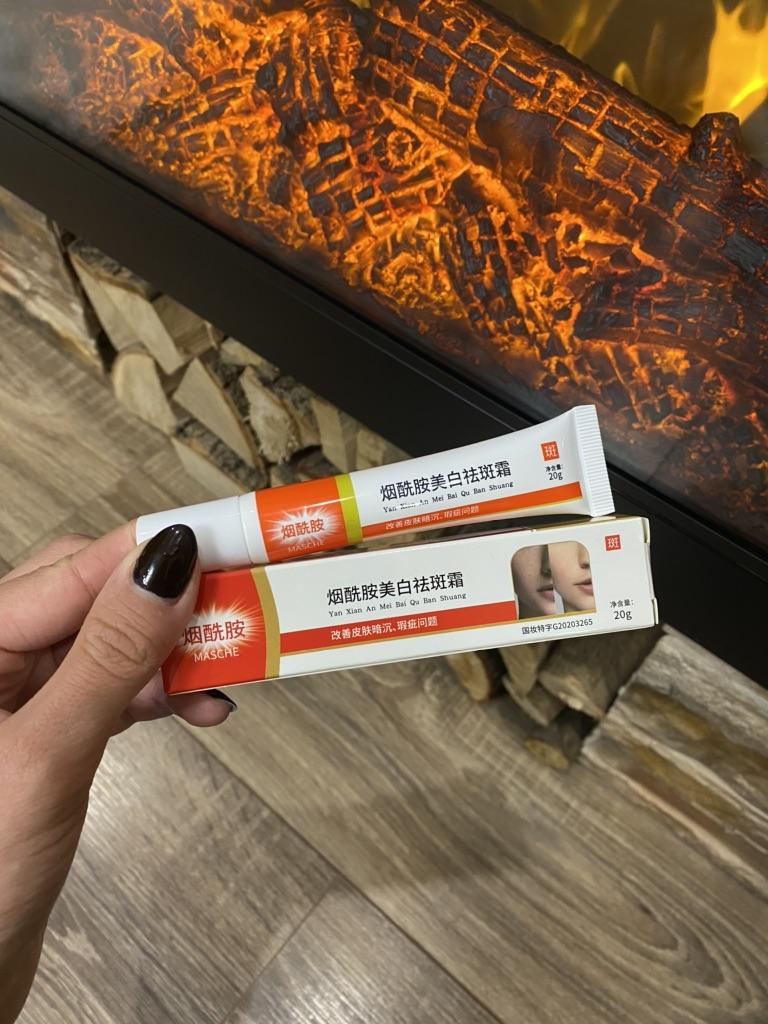 烟酰胺
MASCHE
烟酰胺美白祛斑霜
Yan Xian An Mei Bai Qu Ban Shuang
改善皮肤暗沉、瑕疵问题
斑
净含量:
20g
烟酰胺
MASCHE
烟酰胺美白祛斑霜
Yan Xian An Mei Bai Qu Ban Shuang
改善皮肤暗沉、瑕疵问题
国妆特字G20203265
斑
净含量:
20g